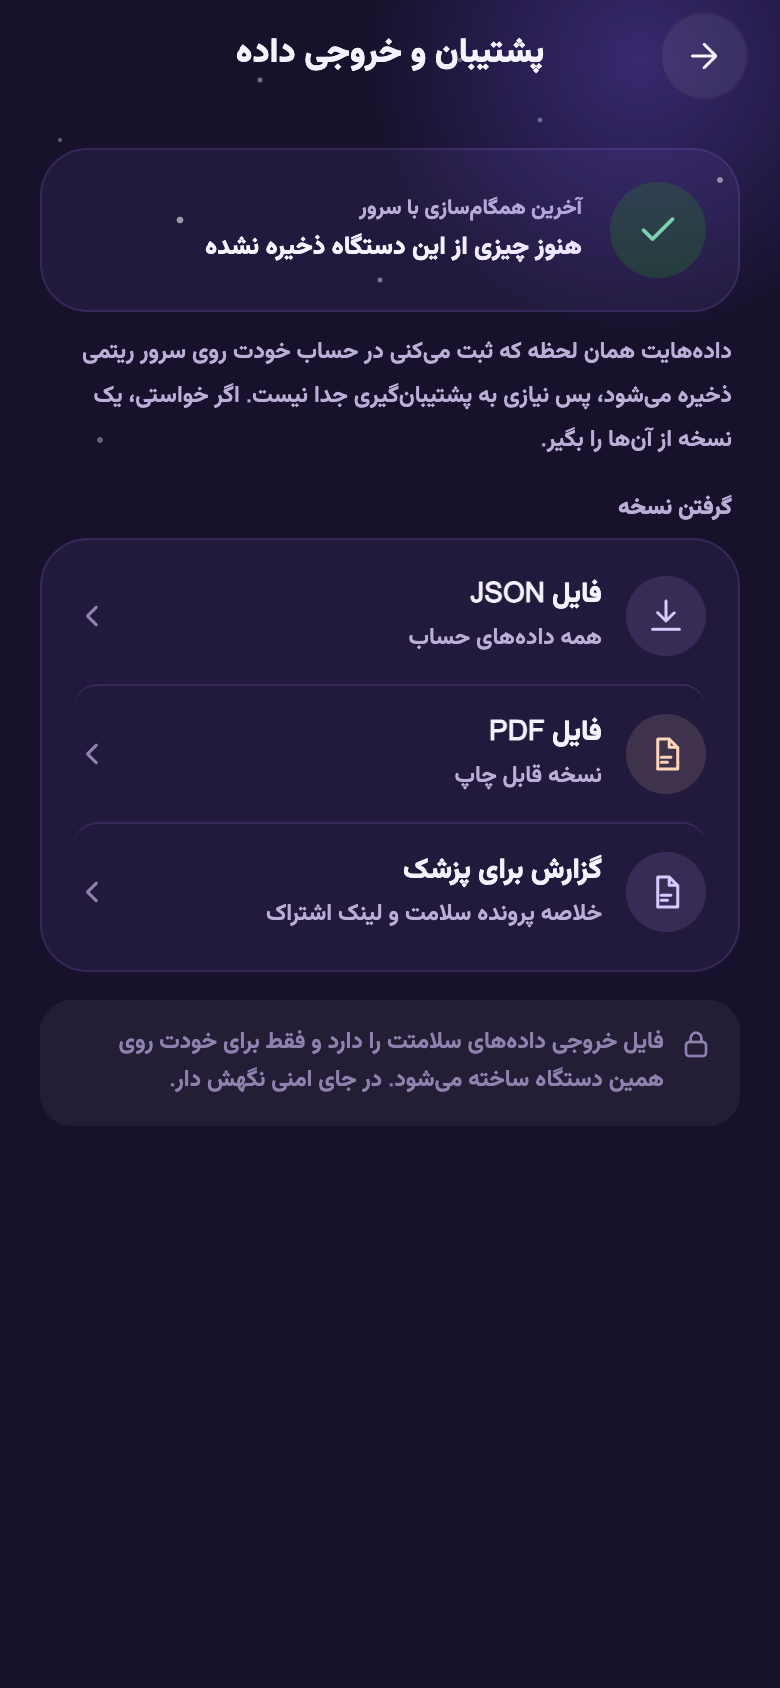 پشتیبان و خروجی داده
آخرین همگام‌سازی با سرور
هنوز چیزی از این دستگاه ذخیره نشده
داده‌هایت همان لحظه که ثبت می‌کنی در حساب خودت روی سرور ریتمی
ذخیره می‌شود، پس نیازی به پشتیبان‌گیری جدا نیست. اگر خواستی، یک
نسخه از آن‌ها را بگیر.
گرفتن نسخه
فایل JSON
همه داده‌های حساب
فایل PDF
نسخه قابل چاپ
گزارش برای پزشک
خلاصه پرونده سلامت و لینک اشتراک
فایل خروجی داده‌های سلامتت را دارد و فقط برای خودت روی
همین دستگاه ساخته می‌شود. در جای امنی نگهش دار.